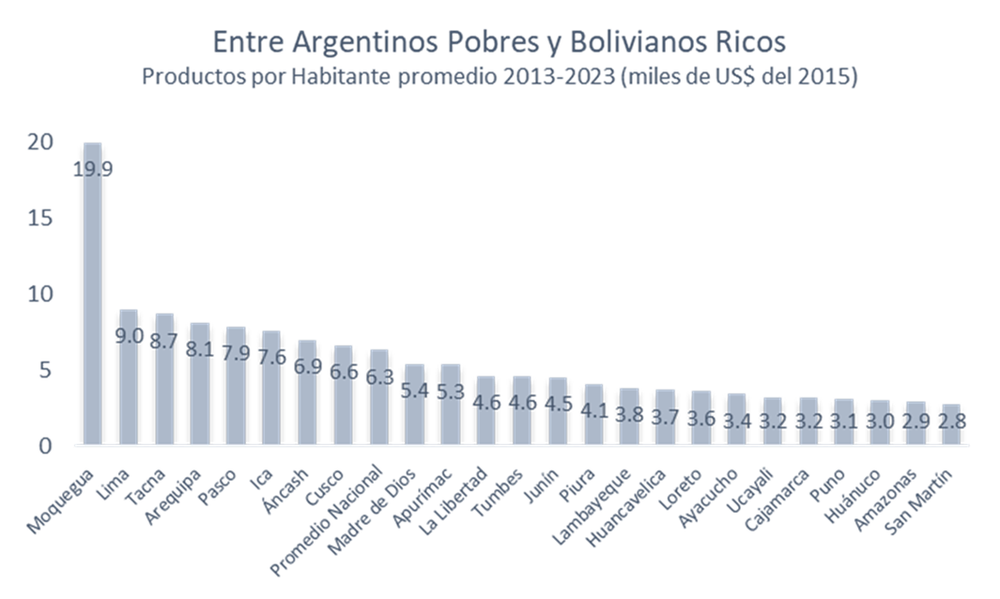 Entre Argentinos Pobres y Bolivianos Ricos
Productos por Habitante promedio 2013-2023 (miles de US$ del 2015)
20
15
10
5
0
19.9
9.0
8.7
8.1
7.9
7.6
6.9
6.6
6.3
5.4
5.3
4.6
4.6
4.5
4.1
3.8
3.7
3.6
3.4
3.2
3.2
3.1
3.0
2.9
2.8
Moquegua
Lima
Tacna
Arequipa
Pasco
Ica
Áncash
Cusco
Promedio Nacional
Madre de Dios
Apurímac
La Libertad
Tumbes
Junín
Piura
Lambayeque
Huancavelica
Loreto
Ayacucho
Ucayali
Cajamarca
Puno
Huánuco
Amazonas
San Martín